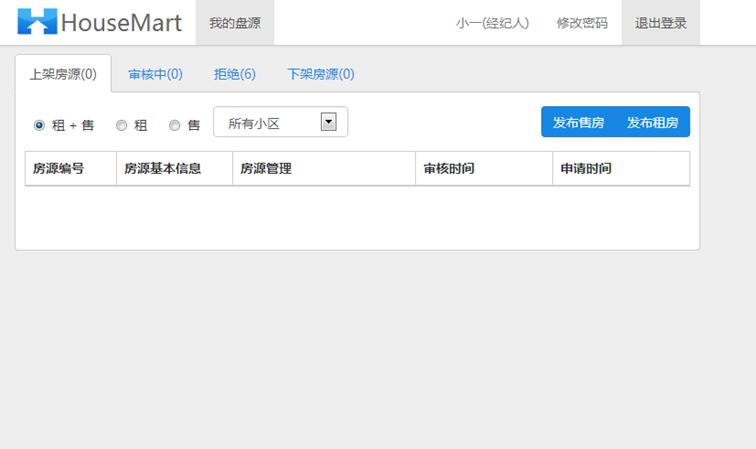 HouseMart 我的盘源 小一(经纪人) 修改密码 退出登录
上架房源(0) 审核中(0) 拒绝(6) 下架房源(0)
租 + 售 租 售 所有小区 发布售房 发布租房
房源编号 房源基本信息 房源管理 审核时间 申请时间